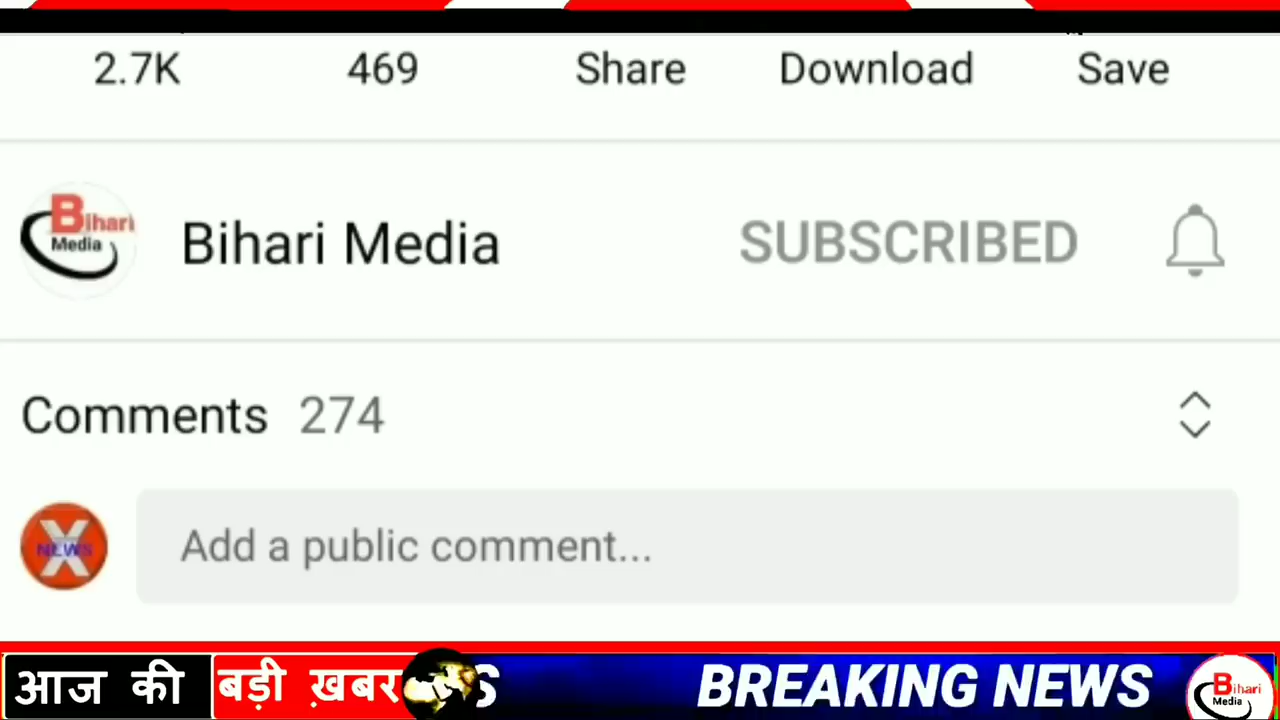 2.7K 469 Share Download Save
Bihari Media
Bihari Media SUBSCRIBED
Comments 274
X NEWS
Add a public comment...
आज की बड़ी ख़बर S BREAKING NEWS
Bihari Media